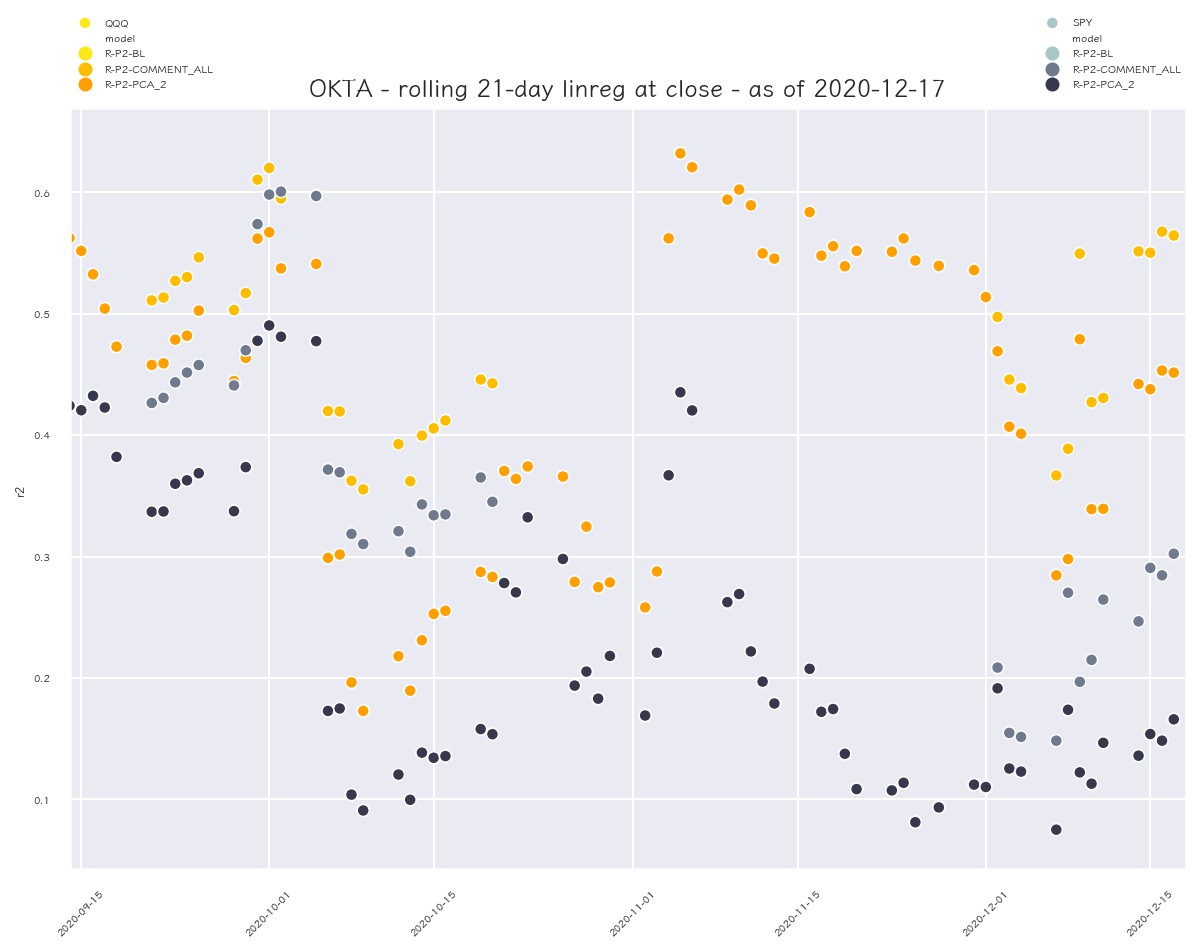 QQQ
model
R-P2-BL
R-P2-COMMENT_ALL
R-P2-PCA_2
SPY
model
R-P2-BL
R-P2-COMMENT_ALL
R-P2-PCA_2
OKTA - rolling 21-day linreg at close - as of 2020-12-17
r2
0.6
0.5
0.4
0.3
0.2
0.1
2020-09-15
2020-10-01
2020-10-15
2020-11-01
2020-11-15
2020-12-01
2020-12-15